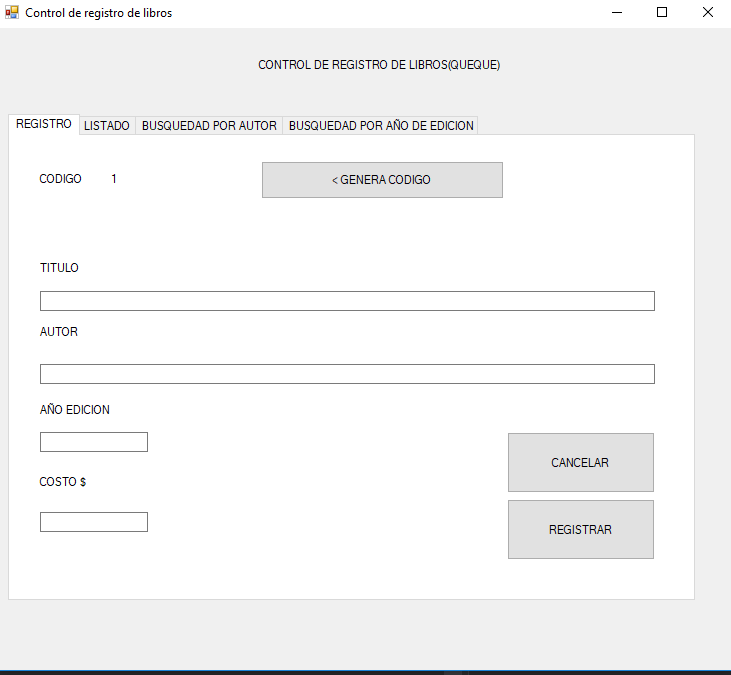 Control de registro de libros
CONTROL DE REGISTRO DE LIBROS(QUEQUE)
REGISTRO LISTADO BUSQUEDAD POR AUTOR BUSQUEDAD POR AÑO DE EDICION
CODIGO 1 < GENERA CODIGO
TITULO
AUTOR
AÑO EDICION
CANCELAR
COSTO $
REGISTRAR